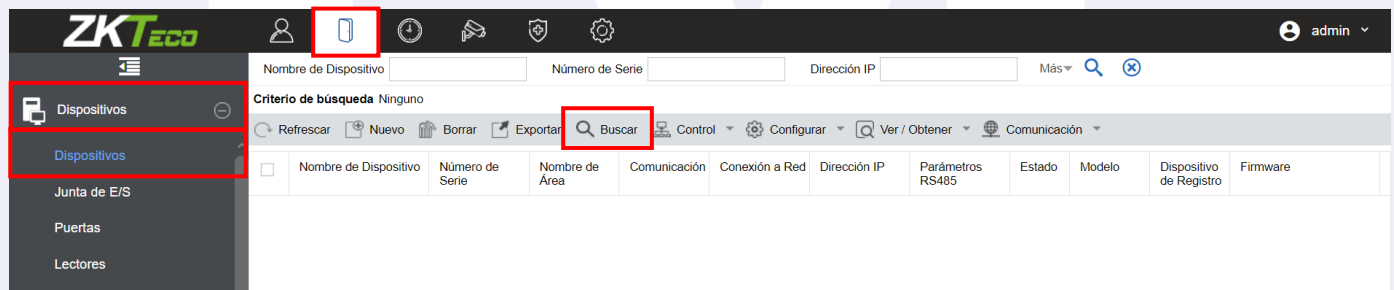 ZKTeco
admin
Nombre de Dispositivo Número de Serie Dirección IP Más
Criterio de búsqueda Ninguno
Dispositivos
Refrescar Nuevo Borrar Exportar Buscar Control Configurar Ver / Obtener Comunicación
Dispositivos
Junta de E/S
Puertas
Lectores
Nombre de Dispositivo Número de Serie Nombre de Área Comunicación Conexión a Red Dirección IP Parámetros RS485 Estado Modelo Dispositivo de Registro Firmware